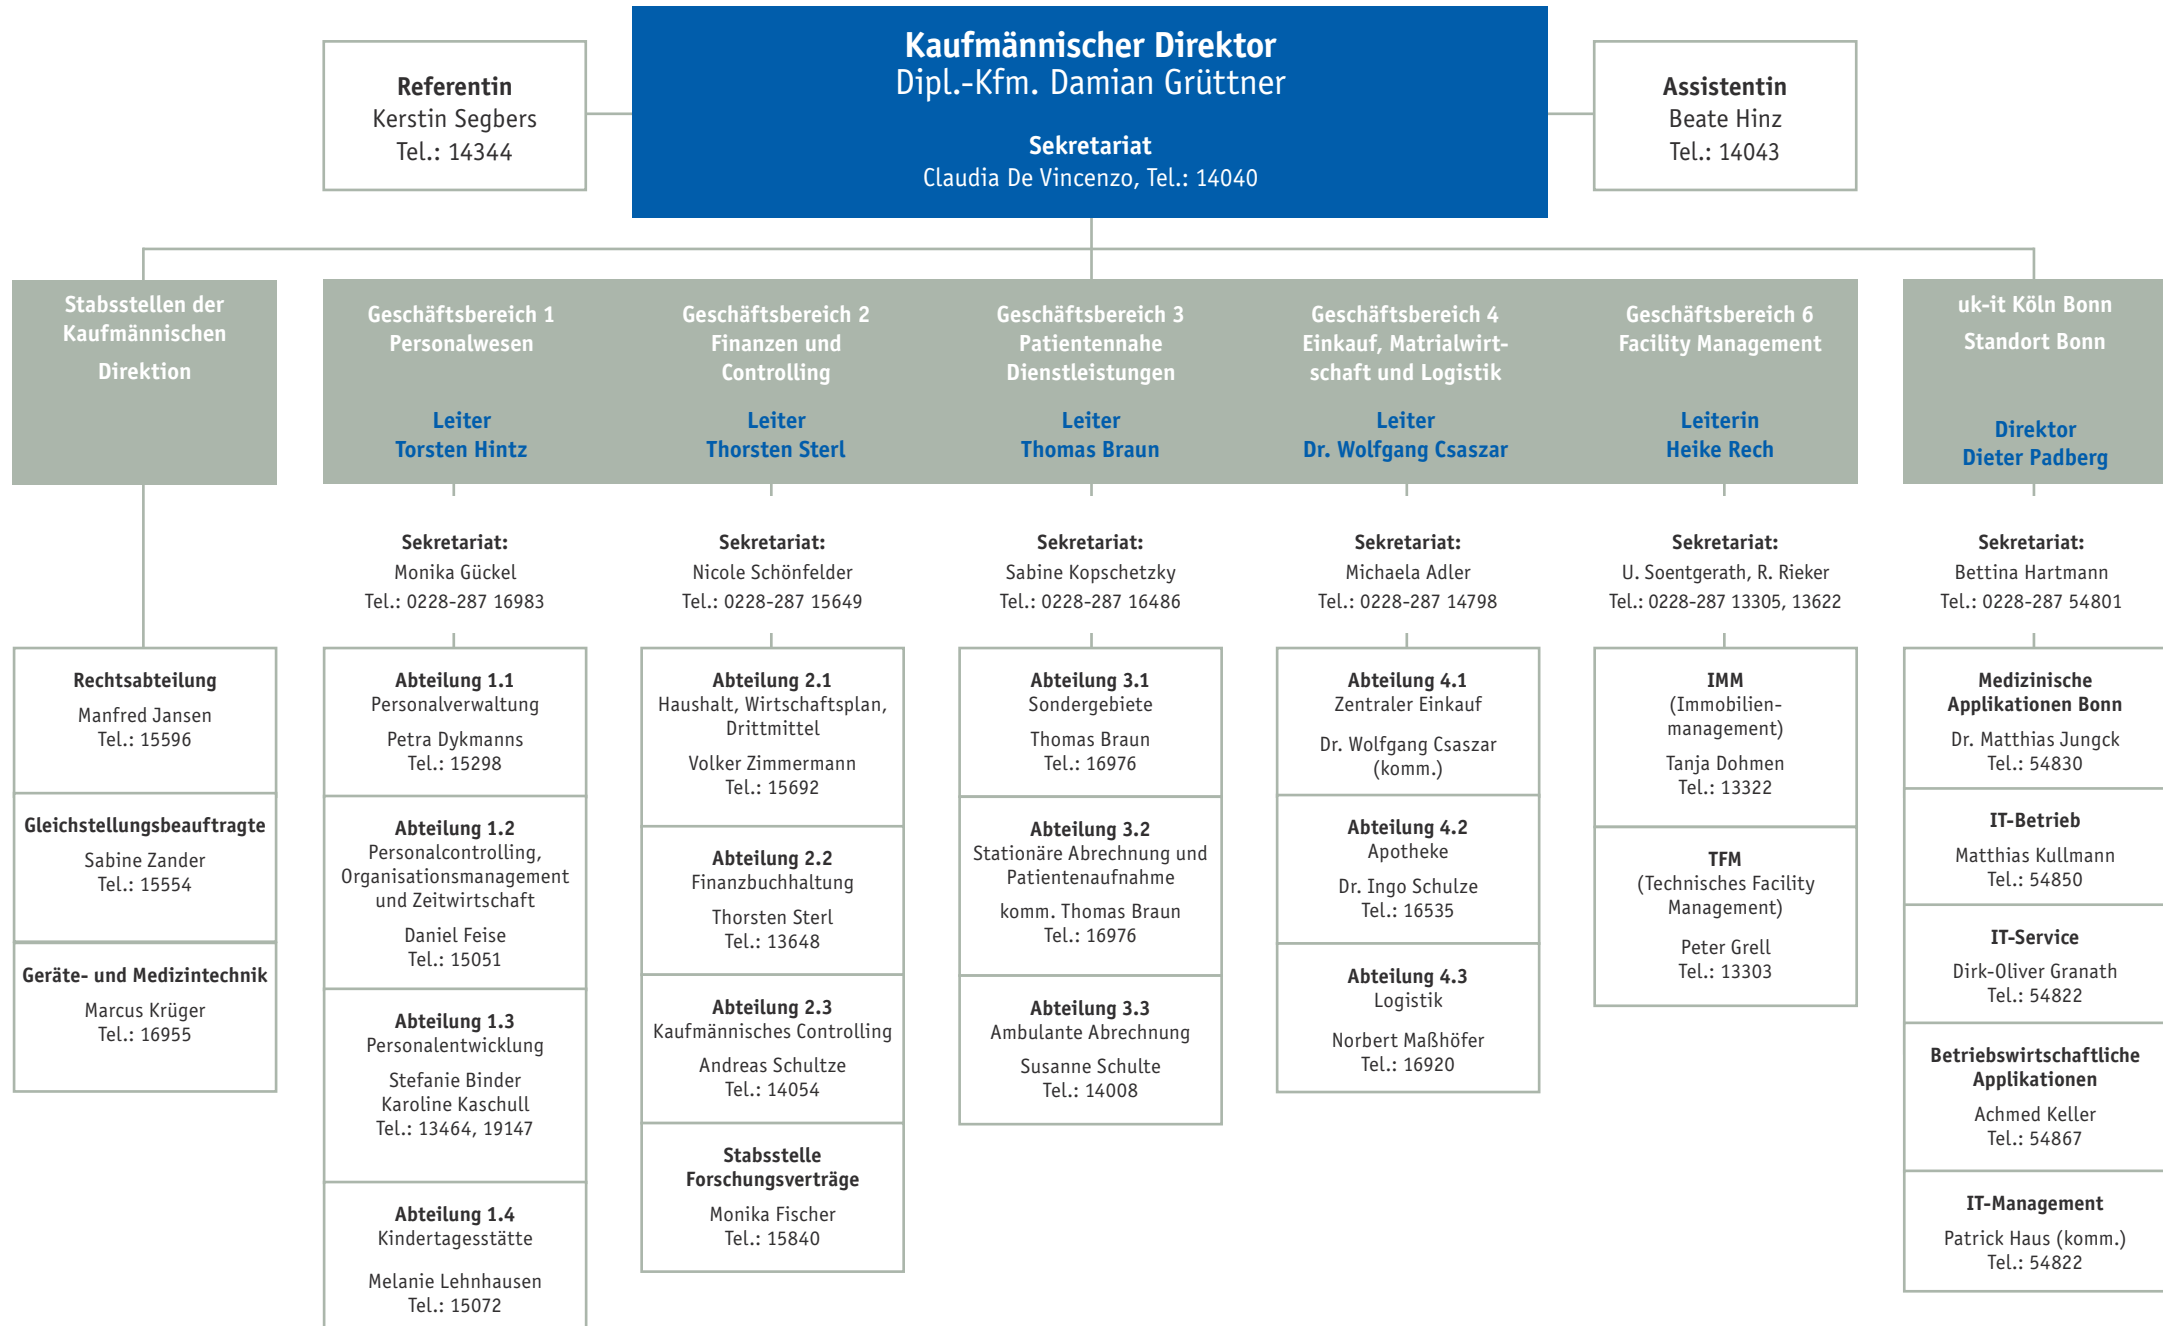 Kaufmännischer Direktor
Dipl.-Kfm. Damian Grüttner
Sekretariat
Claudia De Vincenzo, Tel.: 14040
Referentin
Kerstin Segbers
Tel.: 14344
Assistentin
Beate Hinz
Tel.: 14043
Stabsstellen der
Kaufmännischen
Direktion
Rechtsabteilung
Manfred Jansen
Tel.: 15596
Gleichstellungsbeauftragte
Sabine Zander
Tel.: 15554
Geräte- und Medizintechnik
Marcus Krüger
Tel.: 16955
Geschäftsbereich 1
Personalwesen
Leiter
Torsten Hintz
Sekretariat:
Monika Gückel
Tel.: 0228-287 16983
Abteilung 1.1
Personalverwaltung
Petra Dykmanns
Tel.: 15298
Abteilung 1.2
Personalcontrolling,
Organisationsmanagement
und Zeitwirtschaft
Daniel Feise
Tel.: 15051
Abteilung 1.3
Personalentwicklung
Stefanie Binder
Karoline Kaschull
Tel.: 13464, 19147
Abteilung 1.4
Kindertagesstätte
Melanie Lehnhausen
Tel.: 15072
Geschäftsbereich 2
Finanzen und
Controlling
Leiter
Thorsten Sterl
Sekretariat:
Nicole Schönfelder
Tel.: 0228-287 15649
Abteilung 2.1
Haushalt, Wirtschaftsplan,
Drittmittel
Volker Zimmermann
Tel.: 15692
Abteilung 2.2
Finanzbuchhaltung
Thorsten Sterl
Tel.: 13648
Abteilung 2.3
Kaufmännisches Controlling
Andreas Schultze
Tel.: 14054
Stabsstelle
Forschungsverträge
Monika Fischer
Tel.: 15840
Geschäftsbereich 3
Patientennahe
Dienstleistungen
Leiter
Thomas Braun
Sekretariat:
Sabine Kopschetzky
Tel.: 0228-287 16486
Abteilung 3.1
Sondergebiete
Thomas Braun
Tel.: 16976
Abteilung 3.2
Stationäre Abrechnung und
Patientenaufnahme
komm. Thomas Braun
Tel.: 16976
Abteilung 3.3
Ambulante Abrechnung
Susanne Schulte
Tel.: 14008
Geschäftsbereich 4
Einkauf, Matrialwirt-
schaft und Logistik
Leiter
Dr. Wolfgang Csaszar
Sekretariat:
Michaela Adler
Tel.: 0228-287 14798
Abteilung 4.1
Zentraler Einkauf
Dr. Wolfgang Csaszar
(komm.)
Abteilung 4.2
Apotheke
Dr. Ingo Schulze
Tel.: 16535
Abteilung 4.3
Logistik
Norbert Maßhöfer
Tel.: 16920
Geschäftsbereich 6
Facility Management
Leiterin
Heike Rech
Sekretariat:
U. Soentgerath, R. Rieker
Tel.: 0228-287 13305, 13622
IMM
(Immobilien-
management)
Tanja Dohmen
Tel.: 13322
TFM
(Technisches Facility
Management)
Peter Grell
Tel.: 13303
uk-it Köln Bonn
Standort Bonn
Direktor
Dieter Padberg
Sekretariat:
Bettina Hartmann
Tel.: 0228-287 54801
Medizinische
Applikationen Bonn
Dr. Matthias Jungck
Tel.: 54830
IT-Betrieb
Matthias Kullmann
Tel.: 54850
IT-Service
Dirk-Oliver Granath
Tel.: 54822
Betriebswirtschaftliche
Applikationen
Achmed Keller
Tel.: 54867
IT-Management
Patrick Haus (komm.)
Tel.: 54822